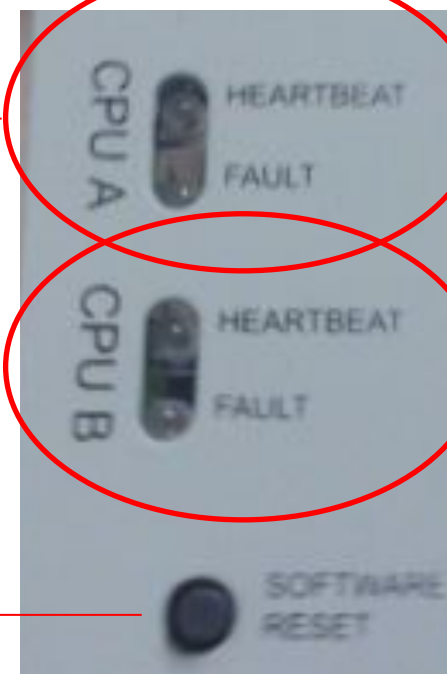 CPU A
HEARTBEAT
FAULT
CPU B
HEARTBEAT
FAULT
SOFTWARE
RESET